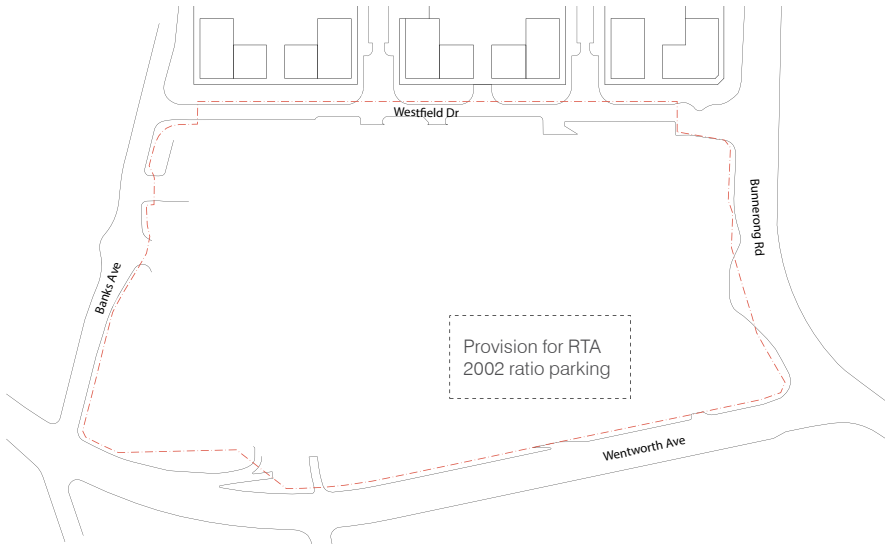 Westfield Dr
Bunnerong Rd
Banks Ave
Provision for RTA
2002 ratio parking
Wentworth Ave